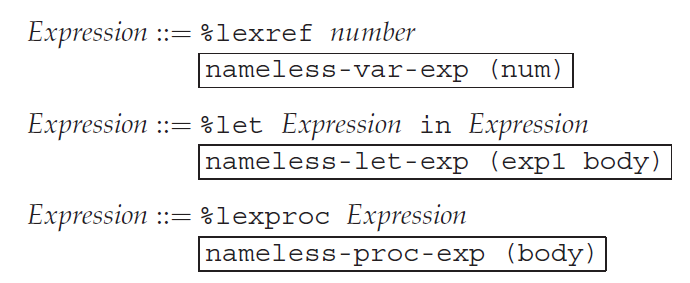 Expression ::= %lexref number
nameless-var-exp (num)
Expression ::= %let Expression in Expression
nameless-let-exp (exp1 body)
Expression ::= %lexproc Expression
nameless-proc-exp (body)